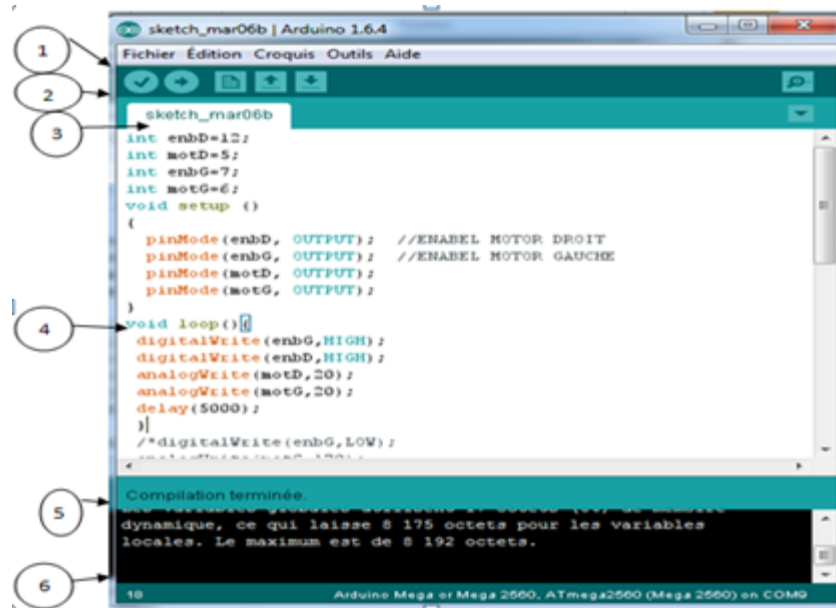 sketch_mar06b | Arduino 1.6.4
Fichier Édition Croquis Outils Aide
1
2
sketch_mar06b
3
int enbD=12;
int motD=5;
int enbG=7;
int motG=6;
void setup ()
{
pinMode(enbD, OUTPUT); //ENABEL MOTOR DROIT
pinMode(enbG, OUTPUT); //ENABEL MOTOR GAUCHE
pinMode(motD, OUTPUT);
pinMode(motG, OUTPUT);
}
4
void loop(){
digitalWrite(enbG,HIGH);
digitalWrite(enbD,HIGH);
analogWrite(motD,20);
analogWrite(motG,20);
delay(5000);
}
/*digitalWrite(enbG,LOW);
Compilation terminée.
5
dynamique, ce qui laisse 8 175 octets pour les variables
locales. Le maximum est de 8 192 octets.
6
Arduino Mega or Mega 2560, ATmega2560 (Mega 2560) on COM9